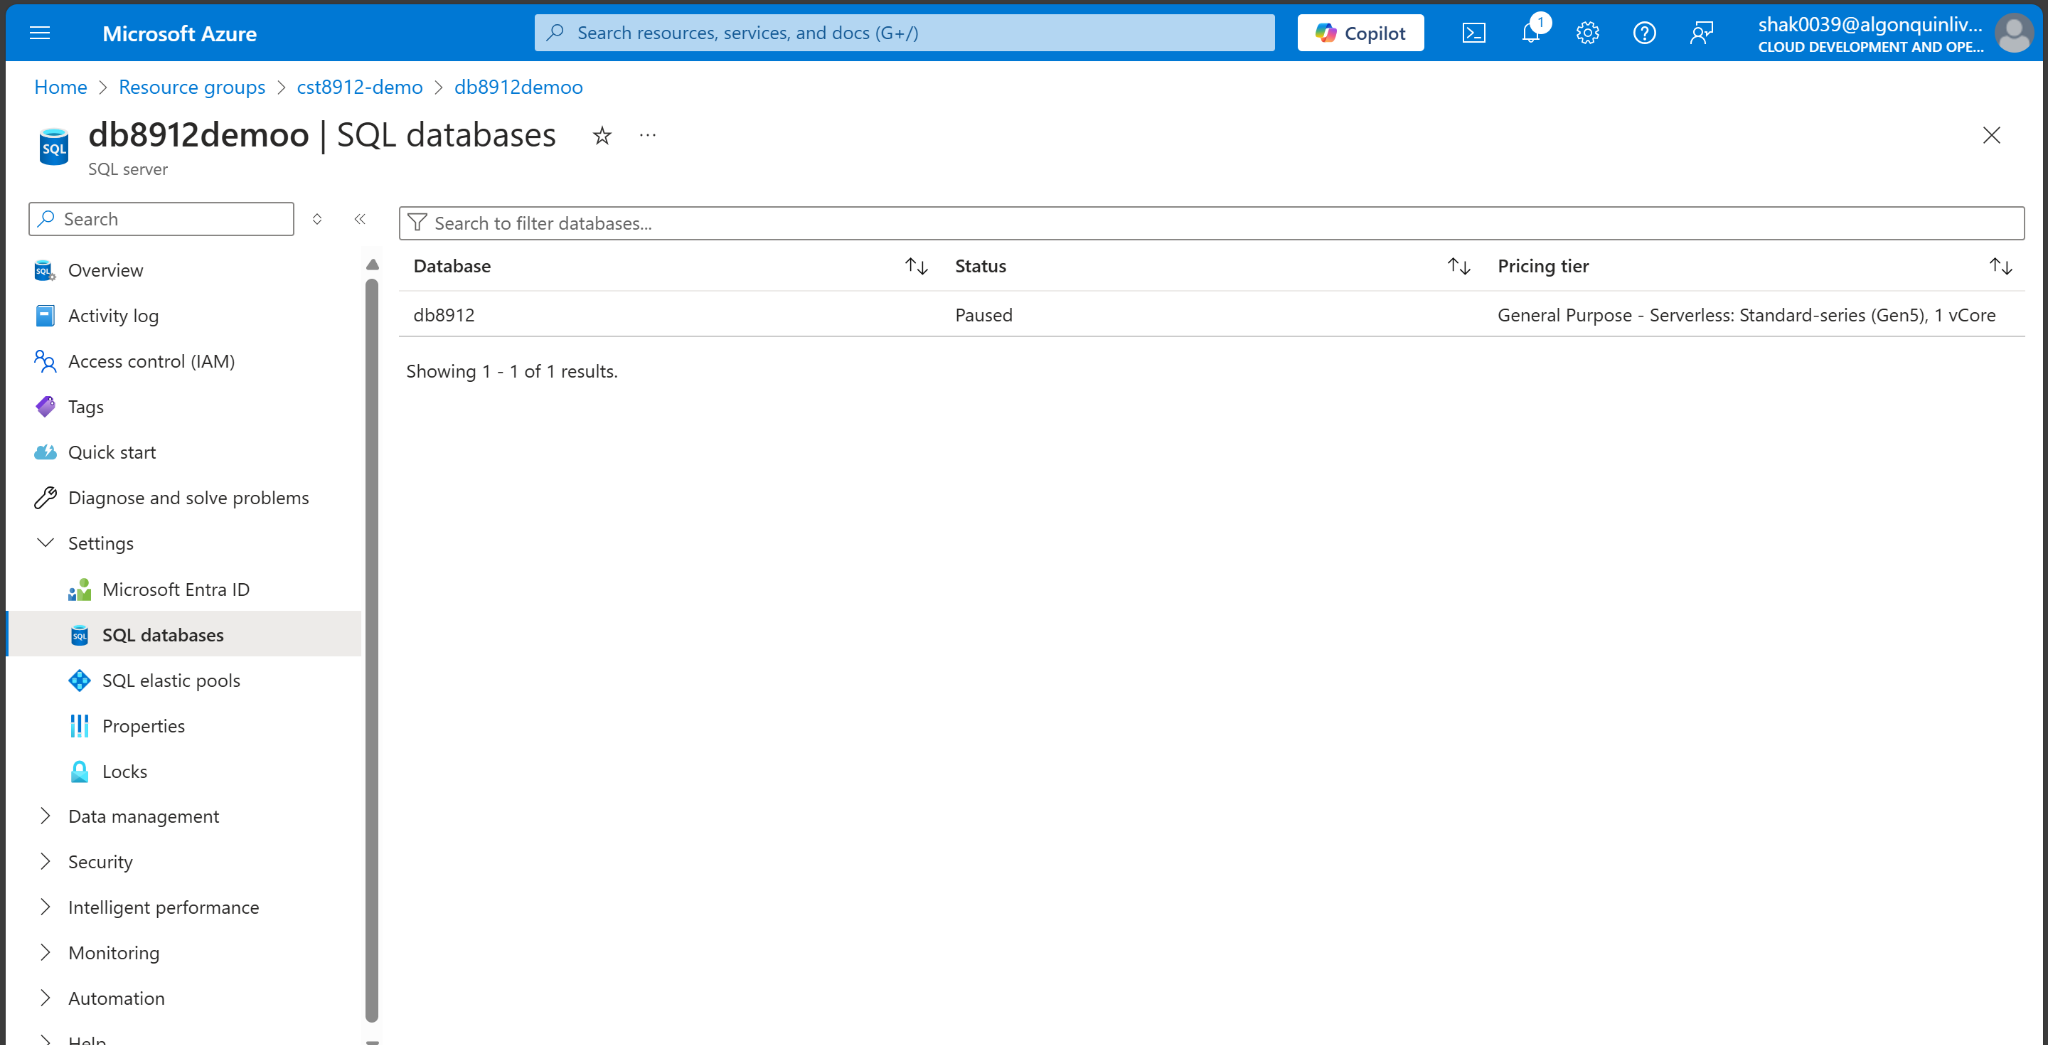 Microsoft Azure
Search resources, services, and docs (G+/)
Copilot
1
shak0039@algonquinliv...
CLOUD DEVELOPMENT AND OPE...
Home > Resource groups > cst8912-demo > db8912demoo
SQL
db8912demoo | SQL databases
...
SQL server
Search
Search to filter databases...
Database
Status
Pricing tier
db8912
Paused
General Purpose - Serverless: Standard-series (Gen5), 1 vCore
Showing 1 - 1 of 1 results.
Overview
Activity log
Access control (IAM)
Tags
Quick start
Diagnose and solve problems
Settings
Microsoft Entra ID
SQL databases
SQL elastic pools
Properties
Locks
Data management
Security
Intelligent performance
Monitoring
Automation
Help